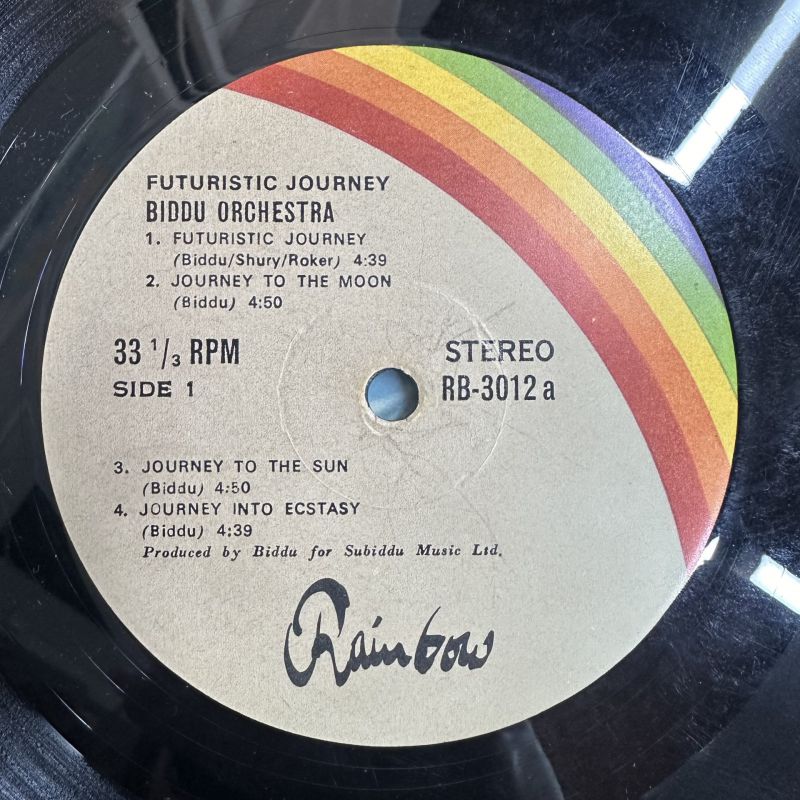 FUTURISTIC JOURNEY
BIDDU ORCHESTRA
1. FUTURISTIC JOURNEY
(Biddu/Shury/Roker) 4:39
2. JOURNEY TO THE MOON
(Biddu) 4:50
33 1/3 RPM
SIDE 1
STEREO
RB-3012 a
3. JOURNEY TO THE SUN
(Biddu) 4:50
4. JOURNEY INTO ECSTASY
(Biddu) 4:39
Produced by Biddu for Subiddu Music Ltd.
Rainbow